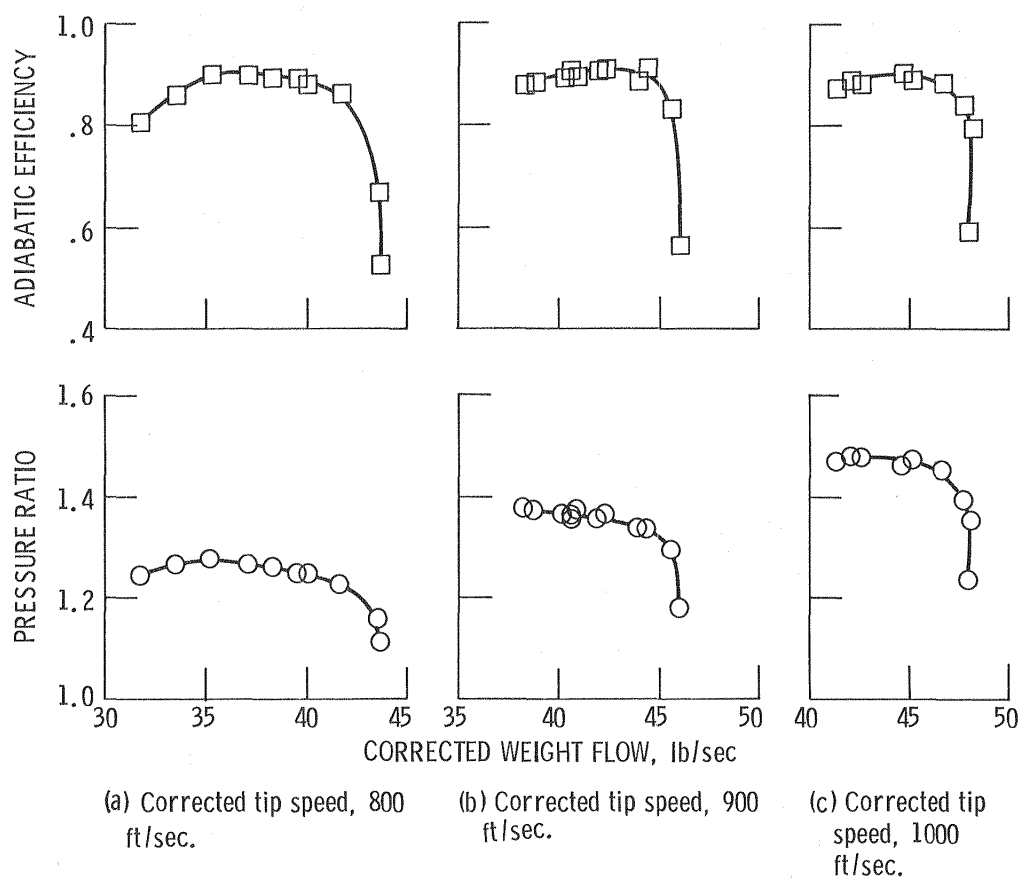 ADIABATIC EFFICIENCY
1.0
.8
.6
.4
PRESSURE RATIO
1.6
1.4
1.2
1.0
30 35 40 45 35 40 45 50 40 45 50
CORRECTED WEIGHT FLOW, lb/sec
(a) Corrected tip speed, 800
ft/sec.
(b) Corrected tip speed, 900
ft/sec.
(c) Corrected tip
speed, 1000
ft/sec.